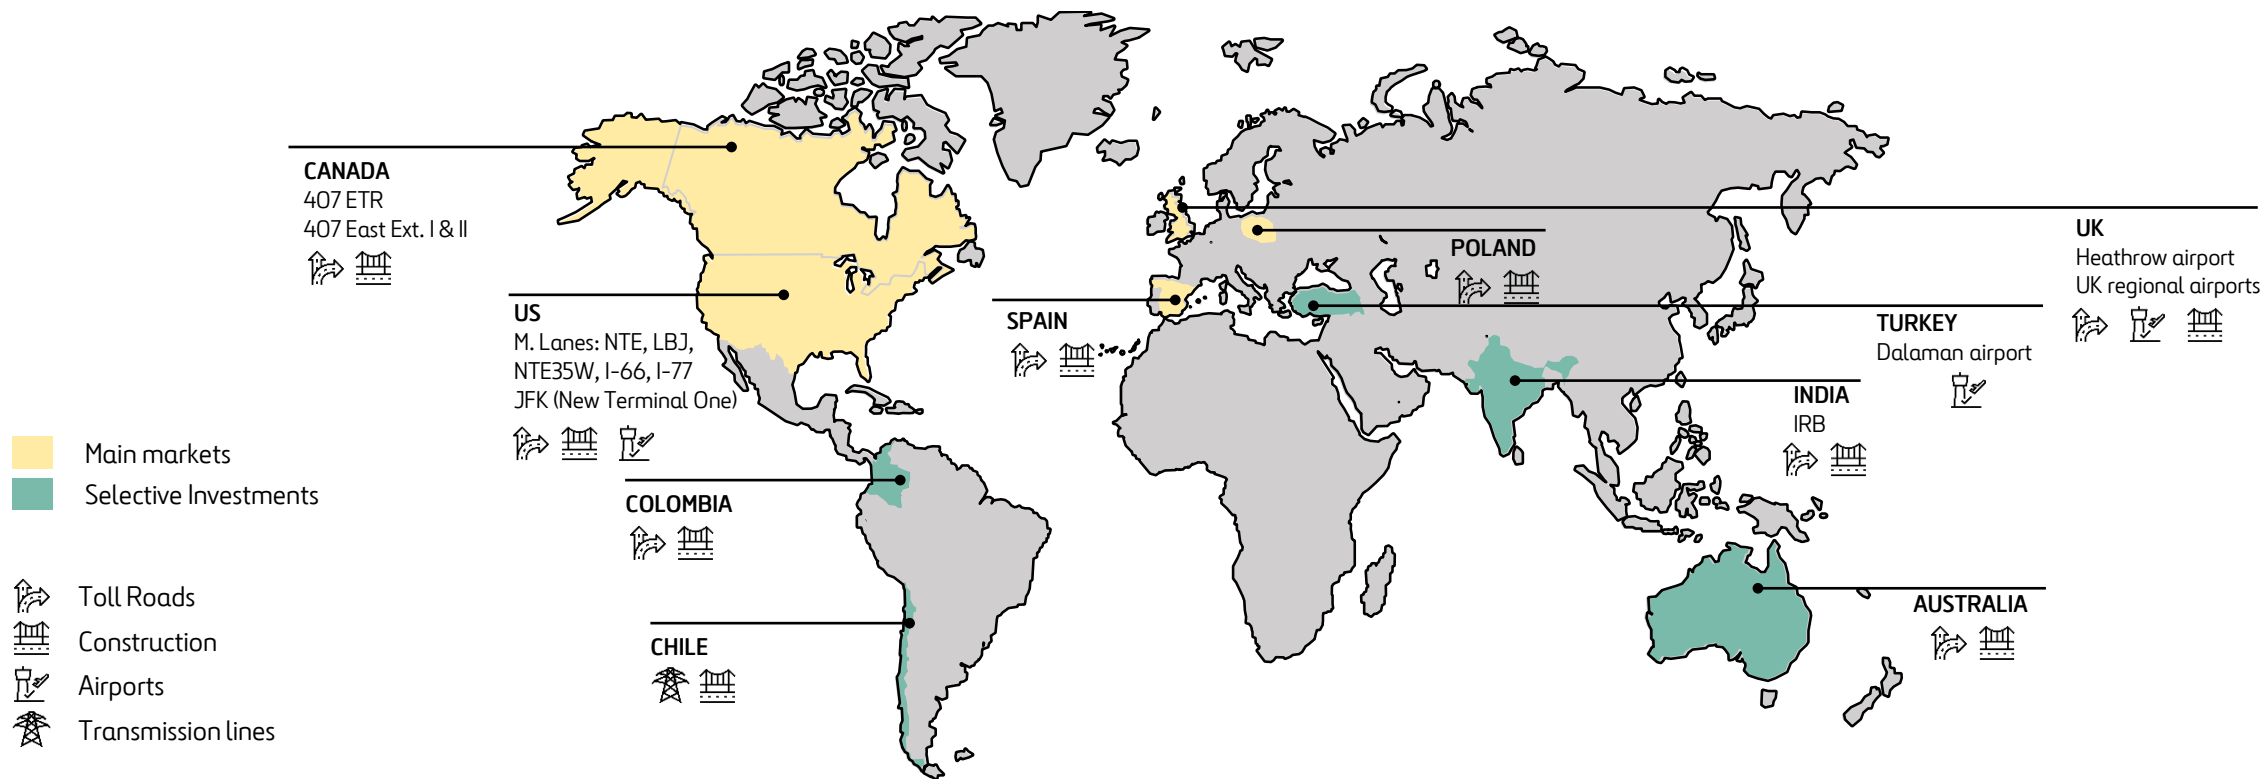 CANADA
407 ETR
407 East Ext. I & II
US
M. Lanes: NTE, LBJ,
NTE35W, I-66, I-77
JFK (New Terminal One)
COLOMBIA
CHILE
SPAIN
POLAND
UK
Heathrow airport
UK regional airports
TURKEY
Dalaman airport
INDIA
IRB
AUSTRALIA
Main markets
Selective Investments
Toll Roads
Construction
Airports
Transmission lines